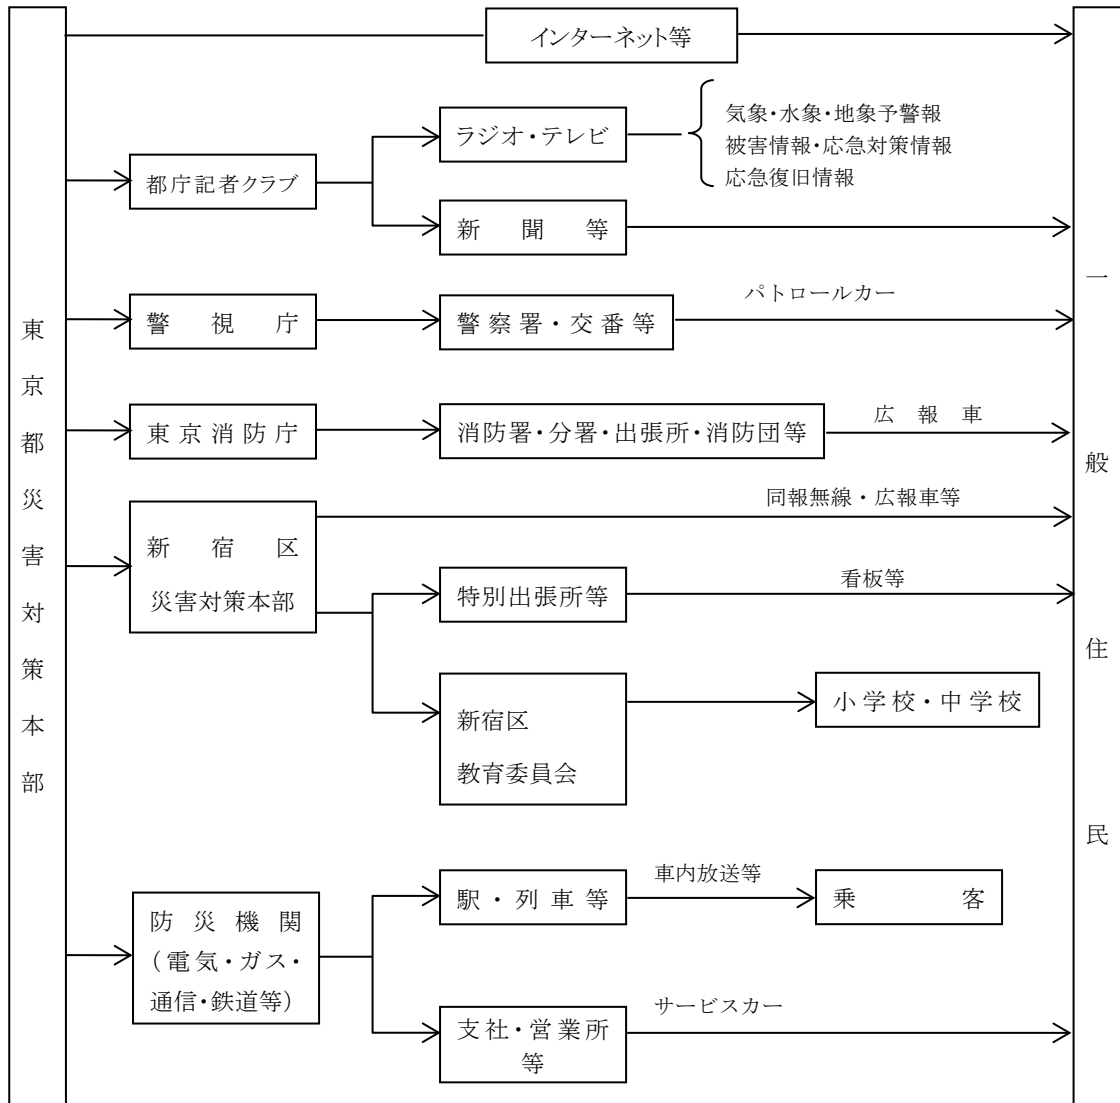 東京都災害対策本部
インターネット等
都庁記者クラブ
ラジオ・テレビ
気象・水象・地象予警報
被害情報・応急対策情報
応急復旧情報
新聞等
警視庁
警察署・交番等
パトロールカー
東京消防庁
消防署・分署・出張所・消防団等
広報車
新宿区
災害対策本部
同報無線・広報車等
特別出張所等
看板等
新宿区
教育委員会
小学校・中学校
防災機関
（電気・ガス・
通信・鉄道等）
駅・列車等
車内放送等
乗客
支社・営業所
等
サービスカー
一般住民